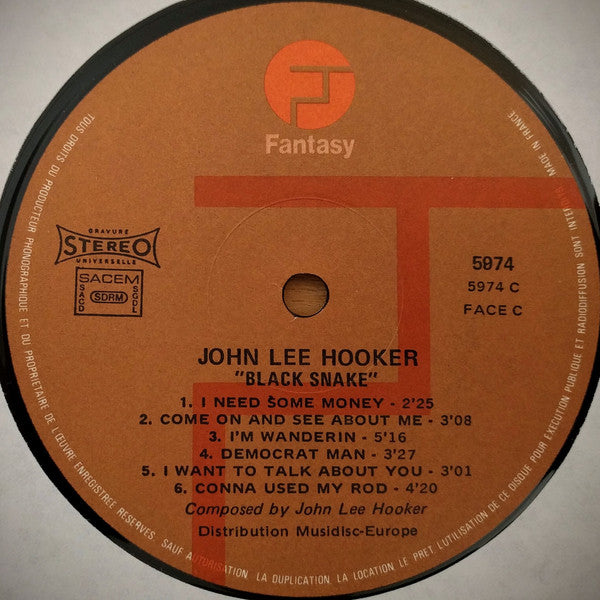 Fantasy
GRAVURE
STEREO
UNIVERSELLE
SACEM
SACD
SDRM
SGDL
5974
5974 C
FACE C
JOHN LEE HOOKER
"BLACK SNAKE"
1. I NEED SOME MONEY - 2'25
2. COME ON AND SEE ABOUT ME - 3'08
3. I'M WANDERIN - 5'16
4. DEMOCRAT MAN - 3'27
5. I WANT TO TALK ABOUT YOU - 3'01
6. CONNA USED MY ROD - 4'20
Composed by John Lee Hooker
Distribution Musidisc-Europe
TOUS DROITS DU PRODUCTEUR PHONOGRAPHIQUE ET DU PROPRIETAIRE DE L'ŒUVRE ENREGISTREE RESERVES. SAUF AUTORISATION, LA DUPLICATION, LA LOCATION, LE PRET L'UTILISATION DE CE DISQUE POUR EXECUTION PUBLIQUE ET RADIODIFFUSION SONT INTERDITS MADE IN FRANCE